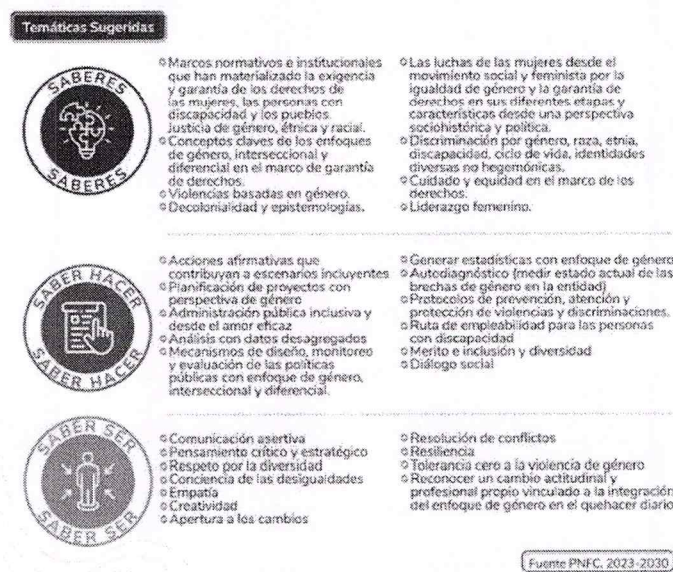 Temáticas Sugeridas
SABERES
SABERES
Marcos normativos e institucionales
que han materializado la exigencia
y garantía de los derechos de
las mujeres, las personas con
discapacidad y los pueblos.
Justicia de género, étnica y racial.
Conceptos claves de los enfoques
de género, interseccional y
diferencial en el marco de garantía
de derechos.
Violencias basadas en género.
Decolonialidad y epistemologías.
Las luchas de las mujeres desde el
movimiento social y feminista por la
igualdad de género y la garantía de
derechos en sus diferentes etapas y
características desde una perspectiva
sociohistórica y política.
Discriminación por género, raza, etnia,
discapacidad, ciclo de vida, identidades
diversas no hegemónicas.
Cuidado y equidad en el marco de los
derechos.
Liderazgo femenino.
SABER HACER
SABER HACER
Acciones afirmativas que
contribuyan a escenarios incluyentes
Planificación de proyectos con
perspectiva de género
Administración pública inclusiva y
desde el amor eficaz
Análisis con datos desagregados
Mecanismos de diseño, monitoreo
y evaluación de las políticas
públicas con enfoque de género,
interseccional y diferencial.
Generar estadísticas con enfoque de género
Autodiagnóstico (medir estado actual de las
brechas de género en la entidad)
Protocolos de prevención, atención y
protección de violencias y discriminaciones.
Ruta de empleabilidad para las personas
con discapacidad
Merito e inclusión y diversidad
Diálogo social
SABER SER
SABER SER
Comunicación asertiva
Pensamiento crítico y estratégico
Respeto por la diversidad
Conciencia de las desigualdades
Empatía
Creatividad
Apertura a los cambios
Resolución de conflictos
Resiliencia
Tolerancia cero a la violencia de género
Reconocer un cambio actitudinal y
profesional propio vinculado a la integración
del enfoque de género en el quehacer diario
Fuente PNFC, 2023-2030